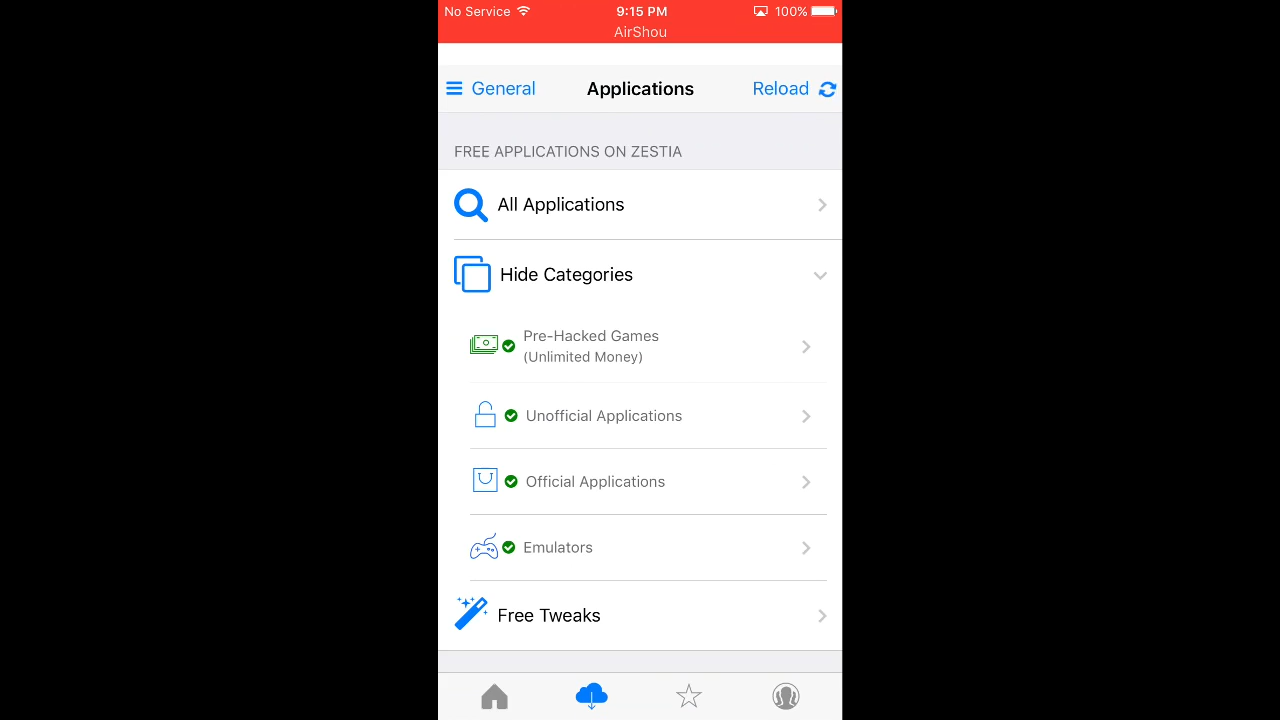 No Service 9:15 PM 100%
AirShou
General Applications Reload
FREE APPLICATIONS ON ZESTIA
All Applications
Hide Categories
Pre-Hacked Games
(Unlimited Money)
Unofficial Applications
Official Applications
Emulators
Free Tweaks